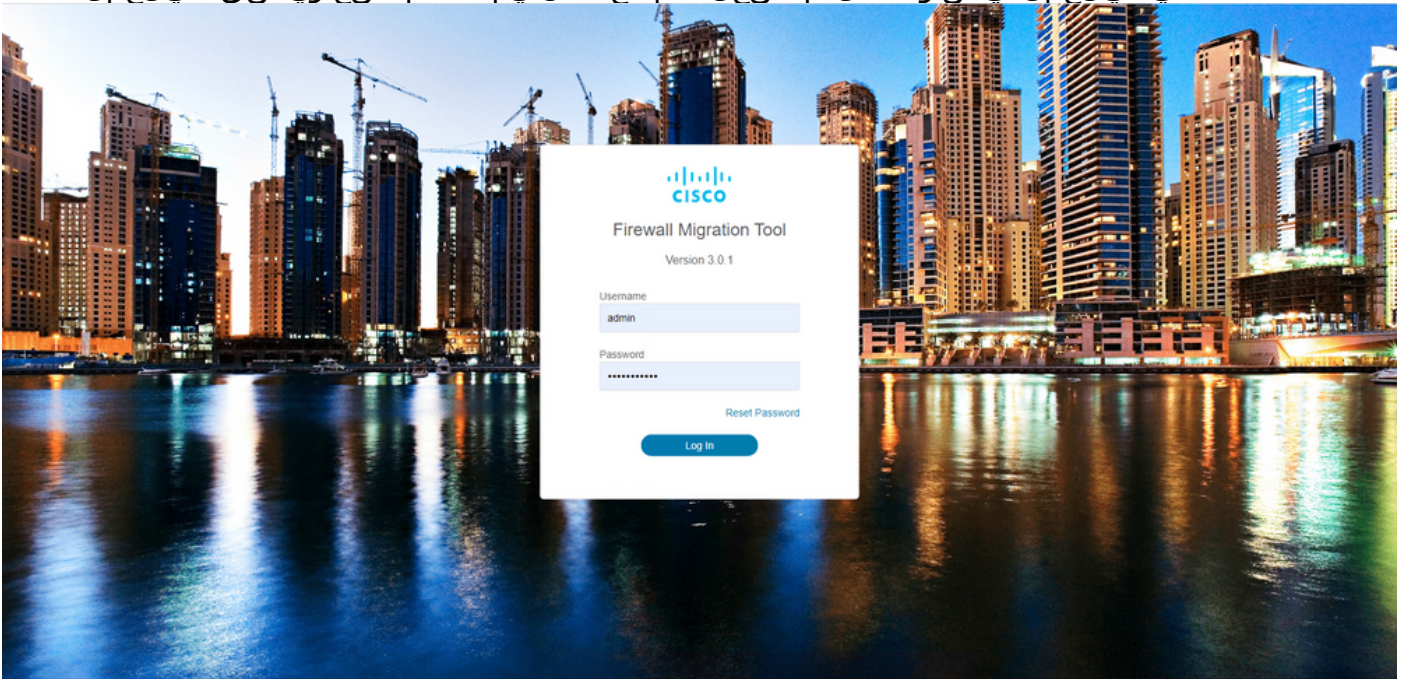 CISCO
Firewall Migration Tool
Version 3.0.1
Username
admin
Password
•••••••••••
Reset Password
Log In